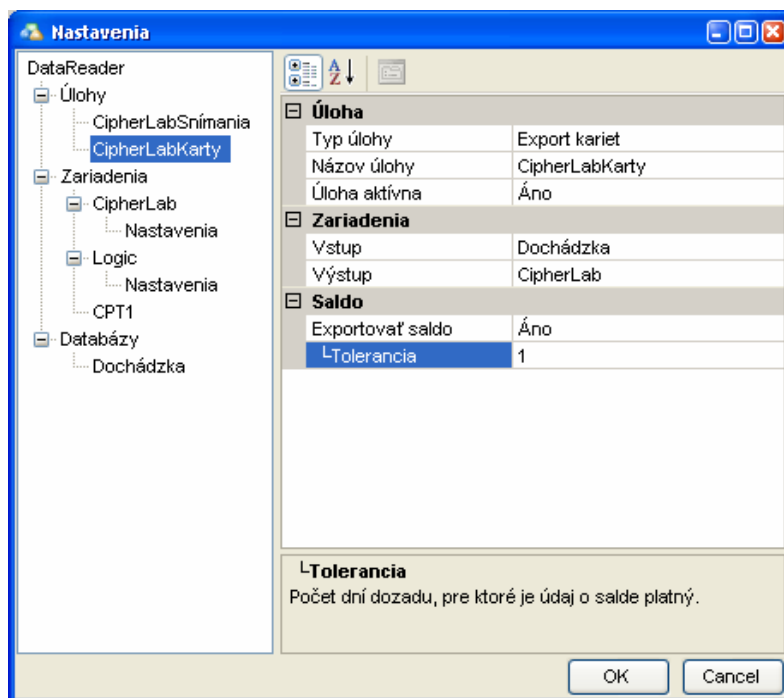 Nastavenia
DataReader
Úlohy
CipherLabSnímania
CipherLabKarty
Zariadenia
CipherLab
Nastavenia
Logic
Nastavenia
CPT1
Databázy
Dochádzka
A
Z
Úloha
Typ úlohy Export kariet
Názov úlohy CipherLabKarty
Úloha aktívna Áno
Zariadenia
Vstup Dochádzka
Výstup CipherLab
Saldo
Exportovať saldo Áno
└Tolerancia 1
└Tolerancia
Počet dní dozadu, pre ktoré je údaj o salde platný.
OK Cancel